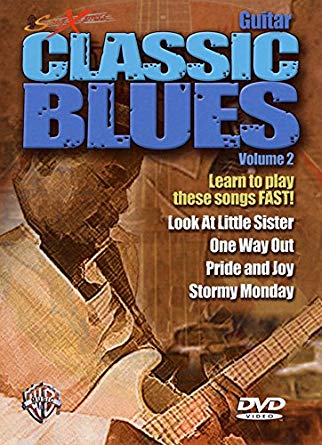 Guitar
CLASSIC
BLUES
Volume 2
Learn to play
these songs FAST!
Look At Little Sister
One Way Out
Pride and Joy
Stormy Monday
DVD
VIDEO